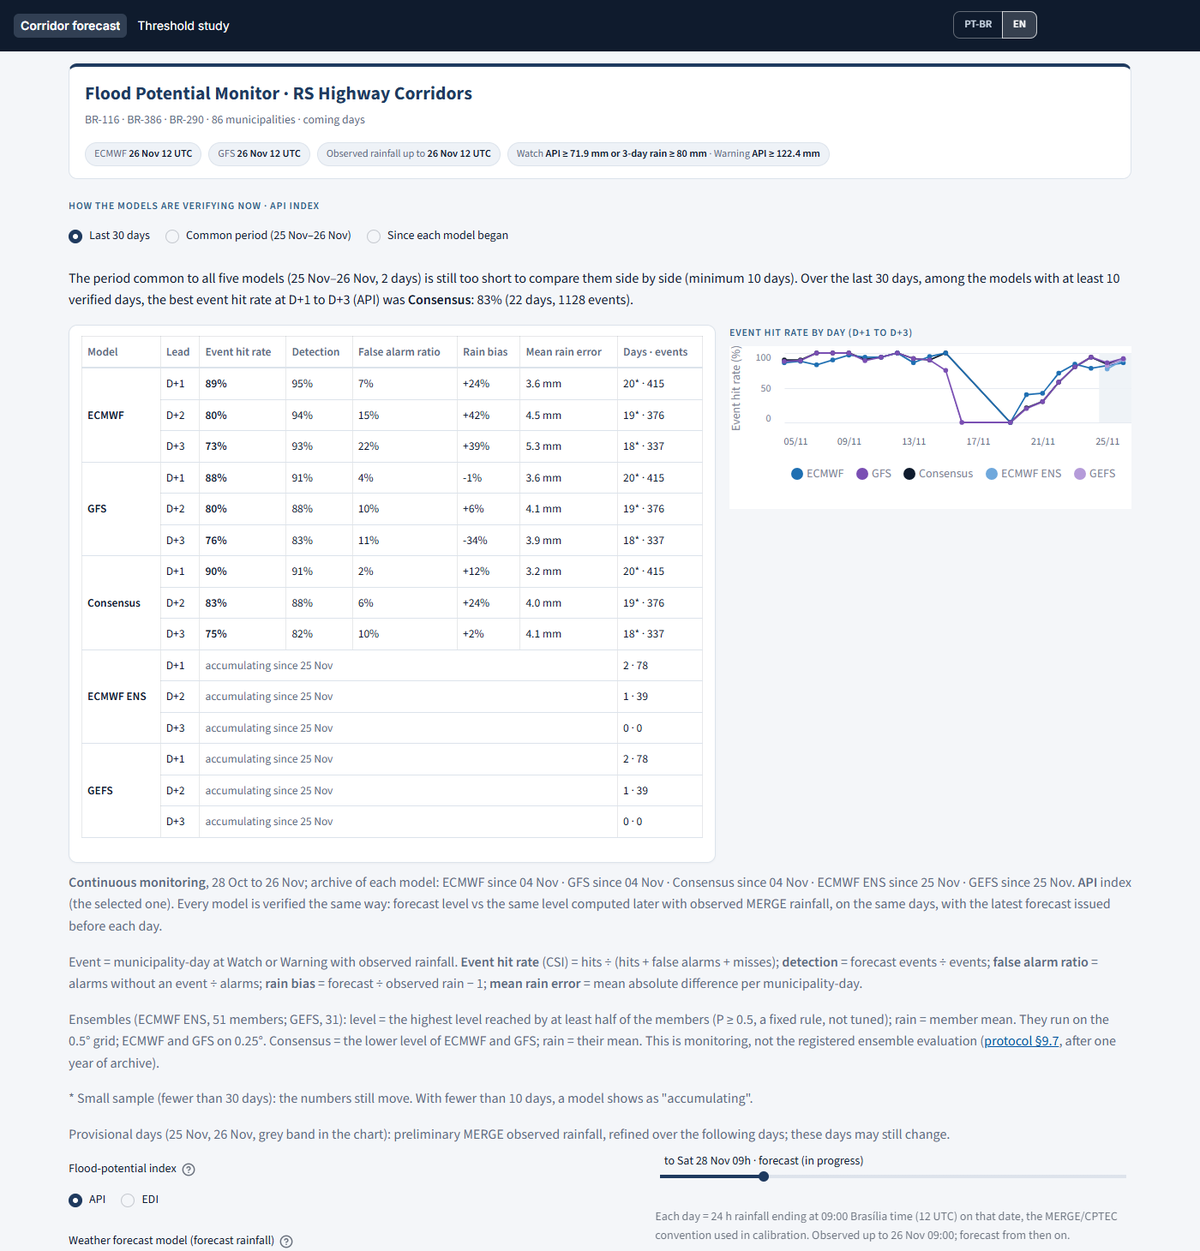 Corridor forecast Threshold study PT-BR EN
Flood Potential Monitor · RS Highway Corridors
BR-116 · BR-386 · BR-290 · 86 municipalities · coming days
ECMWF 26 Nov 12 UTC GFS 26 Nov 12 UTC Observed rainfall up to 26 Nov 12 UTC Watch API ≥ 71.9 mm or 3-day rain ≥ 80 mm · Warning API ≥ 122.4 mm
HOW THE MODELS ARE VERIFYING NOW · API INDEX
Last 30 days Common period (25 Nov–26 Nov) Since each model began
The period common to all five models (25 Nov–26 Nov, 2 days) is still too short to compare them side by side (minimum 10 days). Over the last 30 days, among the models with at least 10
verified days, the best event hit rate at D+1 to D+3 (API) was Consensus: 83% (22 days, 1128 events).
Model Lead Event hit rate Detection False alarm ratio Rain bias Mean rain error Days · events
ECMWF
D+1 89% 95% 7% +24% 3.6 mm 20* · 415
D+2 80% 94% 15% +42% 4.5 mm 19* · 376
D+3 73% 93% 22% +39% 5.3 mm 18* · 337
GFS
D+1 88% 91% 4% -1% 3.6 mm 20* · 415
D+2 80% 88% 10% +6% 4.1 mm 19* · 376
D+3 76% 83% 11% -34% 3.9 mm 18* · 337
Consensus
D+1 90% 91% 2% +12% 3.2 mm 20* · 415
D+2 83% 88% 6% +24% 4.0 mm 19* · 376
D+3 75% 82% 10% +2% 4.1 mm 18* · 337
ECMWF ENS
D+1 accumulating since 25 Nov 2 · 78
D+2 accumulating since 25 Nov 1 · 39
D+3 accumulating since 25 Nov 0 · 0
GEFS
D+1 accumulating since 25 Nov 2 · 78
D+2 accumulating since 25 Nov 1 · 39
D+3 accumulating since 25 Nov 0 · 0
EVENT HIT RATE BY DAY (D+1 TO D+3)
Event hit rate (%)
100
50
0
05/11 09/11 13/11 17/11 21/11 25/11
ECMWF GFS Consensus ECMWF ENS GEFS
Continuous monitoring, 28 Oct to 26 Nov; archive of each model: ECMWF since 04 Nov · GFS since 04 Nov · Consensus since 04 Nov · ECMWF ENS since 25 Nov · GEFS since 25 Nov. API index
(the selected one). Every model is verified the same way: forecast level vs the same level computed later with observed MERGE rainfall, on the same days, with the latest forecast issued
before each day.
Event = municipality-day at Watch or Warning with observed rainfall. Event hit rate (CSI) = hits ÷ (hits + false alarms + misses); detection = forecast events ÷ events; false alarm ratio =
alarms without an event ÷ alarms; rain bias = forecast ÷ observed rain − 1; mean rain error = mean absolute difference per municipality-day.
Ensembles (ECMWF ENS, 51 members; GEFS, 31): level = the highest level reached by at least half of the members (P ≥ 0.5, a fixed rule, not tuned); rain = member mean. They run on the
0.5° grid; ECMWF and GFS on 0.25°. Consensus = the lower level of ECMWF and GFS; rain = their mean. This is monitoring, not the registered ensemble evaluation (protocol §9.7, after one
year of archive).
* Small sample (fewer than 30 days): the numbers still move. With fewer than 10 days, a model shows as "accumulating".
Provisional days (25 Nov, 26 Nov, grey band in the chart): preliminary MERGE observed rainfall, refined over the following days; these days may still change.
Flood-potential index ?
API EDI
Weather forecast model (forecast rainfall) ?
to Sat 28 Nov 09h · forecast (in progress)
Each day = 24 h rainfall ending at 09:00 Brasília time (12 UTC) on that date, the MERGE/CPTEC
convention used in calibration. Observed up to 26 Nov 09:00; forecast from then on.